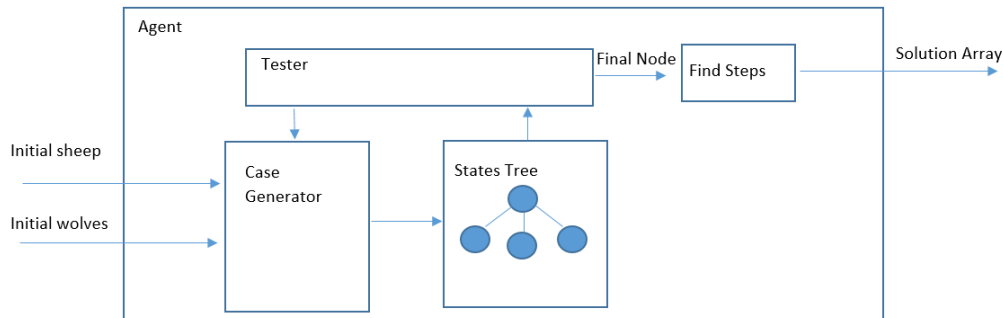 Agent
Tester
Final Node
Find Steps
Solution Array
Initial sheep
Initial wolves
Case
Generator
States Tree